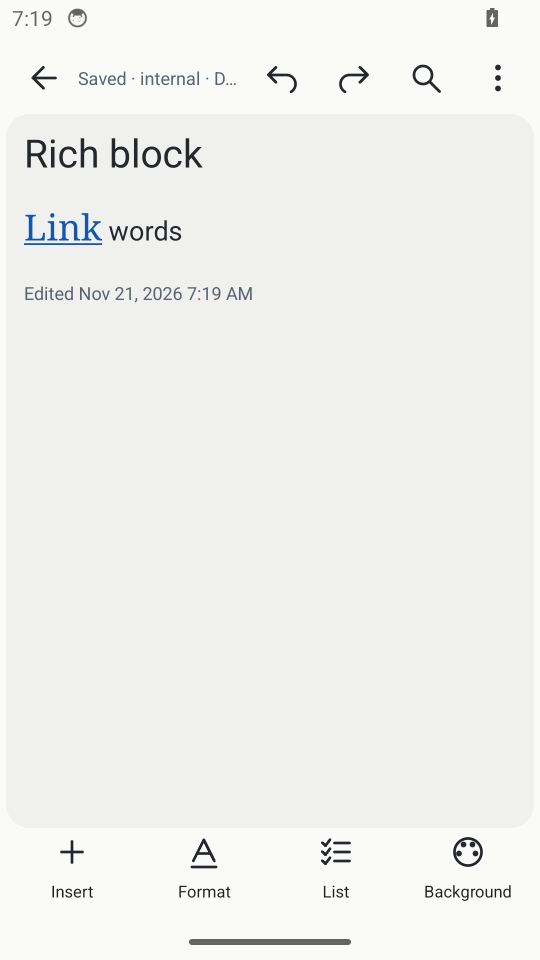 7:19
Saved · internal · D...
Rich block
Link words
Edited Nov 21, 2026 7:19 AM
Insert
Format
List
Background